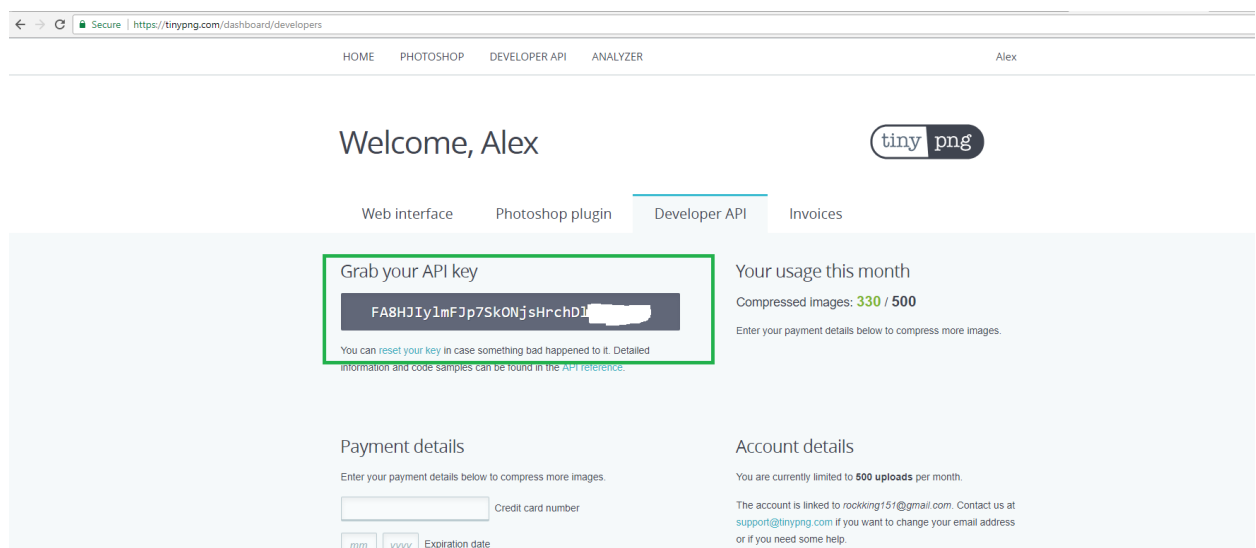 Secure | https://tinypng.com/dashboard/developers
HOME PHOTOSHOP DEVELOPER API ANALYZER Alex
Welcome, Alex
tiny png
Web interface Photoshop plugin Developer API Invoices
Grab your API key
FA8HJIylmFJp7SkONjsHrchDl
You can reset your key in case something bad happened to it. Detailed
information and code samples can be found in the API reference.
Your usage this month
Compressed images: 330 / 500
Enter your payment details below to compress more images.
Payment details
Enter your payment details below to compress more images.
Credit card number
mm yyyy Expiration date
Account details
You are currently limited to 500 uploads per month.
The account is linked to rockking151@gmail.com. Contact us at
support@tinypng.com if you want to change your email address
or if you need some help.